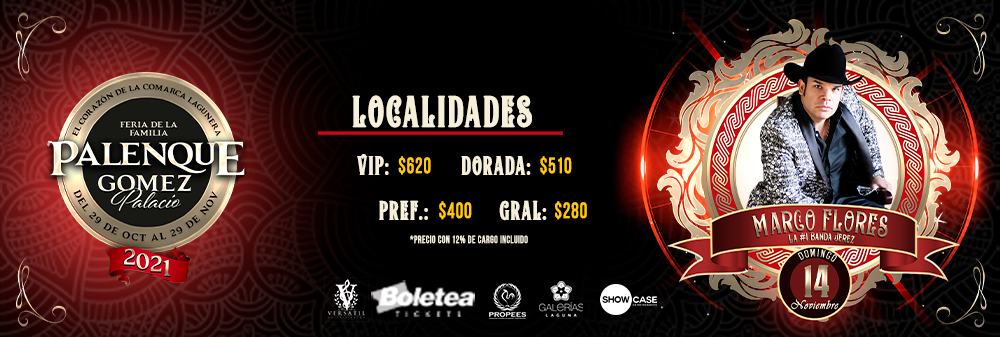 EL CORAZÓN DE LA COMARCA LAGUNERA
FERIA DE LA
FAMILIA
PALENQUE
GOMEZ
Palacio
DEL 29 DE OCT AL 29 DE NOV
2021
LOCALIDADES
VIP: $620 DORADA: $510
PREF.: $400 GRAL: $280
*PRECIO CON 12% DE CARGO INCLUIDO
VERSATIL
Boletea
TICKETS
PROPEES
GALERÍAS
LAGUNA
SHOWCASE
MARCO FLORES
LA #1 BANDA JEREZ
DOMINGO
14
Noviembre